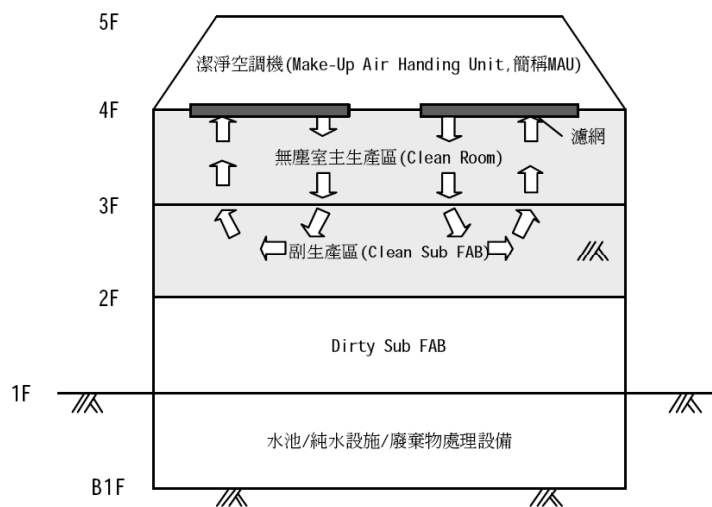 5F
潔淨空調機(Make-Up Air Handing Unit,簡稱MAU)
4F
濾網
無塵室主生產區(Clean Room)
3F
副生產區(Clean Sub FAB)
2F
Dirty Sub FAB
1F
水池/純水設施/廢棄物處理設備
B1F